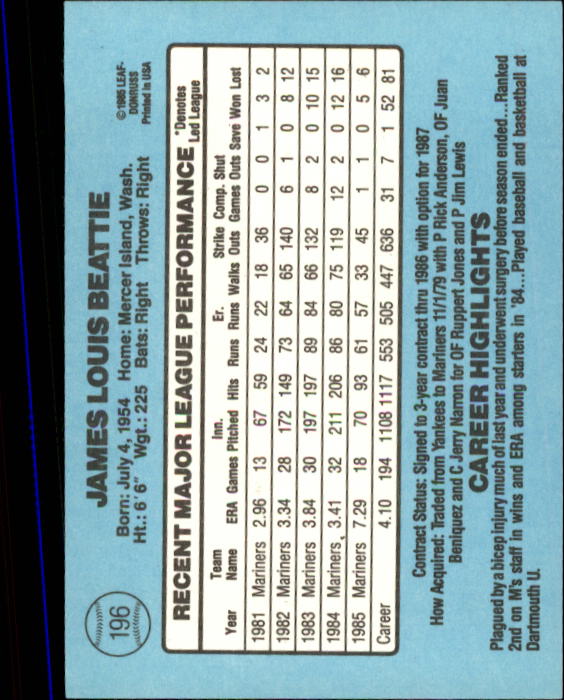 196
JAMES LOUIS BEATTIE
©1986 LEAF-
DONRUSS
Printed in USA
Born: July 4, 1954 Home: Mercer Island, Wash.
Ht.: 6'6" Wgt.: 225 Bats: Right Throws: Right
RECENT MAJOR LEAGUE PERFORMANCE *Denotes
Led League
Team Inn. Er. Strike Comp. Shut
Year Name ERA Games Pitched Hits Runs Runs Walks Outs Games Outs Save Won Lost
1981 Mariners 2.96 13 67 59 24 22 18 36 0 0 1 3 2
1982 Mariners 3.34 28 172 149 73 64 65 140 6 1 0 8 12
1983 Mariners 3.84 30 197 197 89 84 66 132 8 2 0 10 15
1984 Mariners 3.41 32 211 206 86 80 75 119 12 2 0 12 16
1985 Mariners 7.29 18 70 93 61 57 33 45 1 1 0 5 6
Career 4.10 194 1108 1117 553 505 447 636 31 7 1 52 81
Contract Status: Signed to 3-year contract thru 1986 with option for 1987
How Acquired: Traded from Yankees to Mariners 11/1/79 with P Rick Anderson, OF Juan
Beniquez and C Jerry Narron for OF Ruppert Jones and P Jim Lewis
CAREER HIGHLIGHTS
Plagued by a bicep injury much of last year and underwent surgery before season ended...Ranked
2nd on M's staff in wins and ERA among starters in '84...Played baseball and basketball at
Dartmouth U.